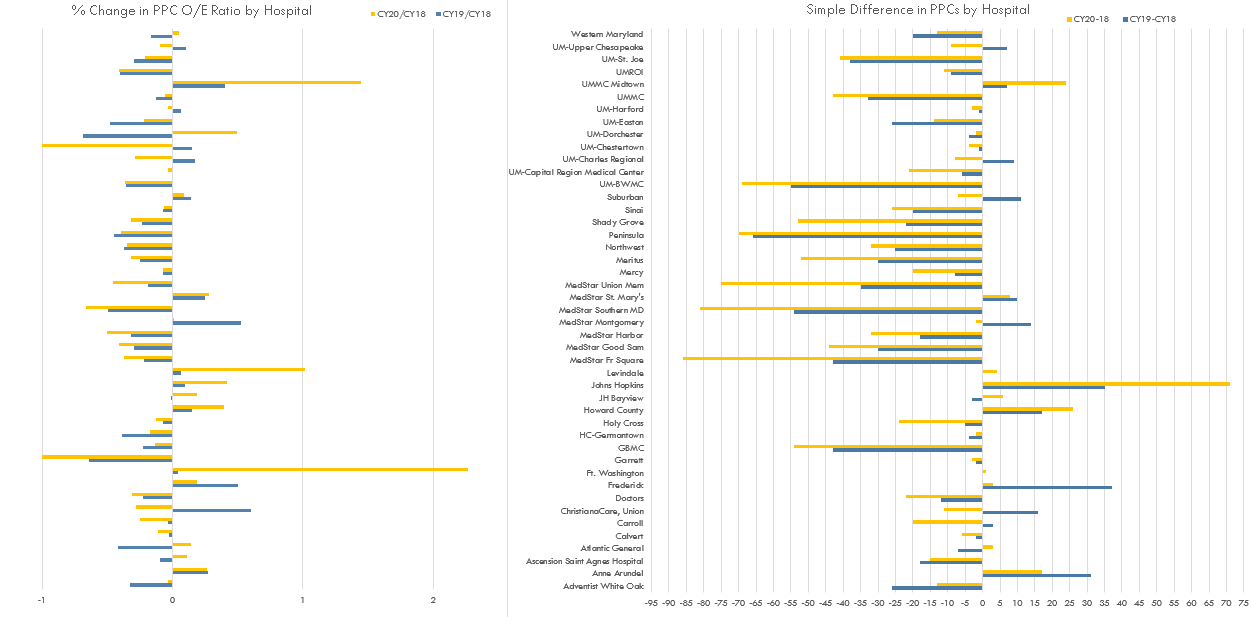 % Change in PPC O/E Ratio by Hospital
CY20/CY18 CY19/CY18
-1 0 1 2
Simple Difference in PPCs by Hospital
CY20-18 CY19-CY18
Western Maryland
UM-Upper Chesapeake
UM-St. Joe
UMROI
UMMC Midtown
UMMC
UM-Harford
UM-Easton
UM-Dorchester
UM-Chestertown
UM-Charles Regional
UM-Capital Region Medical Center
UM-BWMC
Suburban
Sinai
Shady Grove
Peninsula
Northwest
Meritus
Mercy
MedStar Union Mem
MedStar St. Mary's
MedStar Southern MD
MedStar Montgomery
MedStar Harbor
MedStar Good Sam
MedStar Fr Square
Levindale
Johns Hopkins
JH Bayview
Howard County
Holy Cross
HC-Germantown
GBMC
Garrett
Ft. Washington
Frederick
Doctors
ChristianaCare, Union
Carroll
Calvert
Atlantic General
Ascension Saint Agnes Hospital
Anne Arundel
Adventist White Oak
-95 -90 -85 -80 -75 -70 -65 -60 -55 -50 -45 -40 -35 -30 -25 -20 -15 -10 -5 0 5 10 15 20 25 30 35 40 45 50 55 60 65 70 75